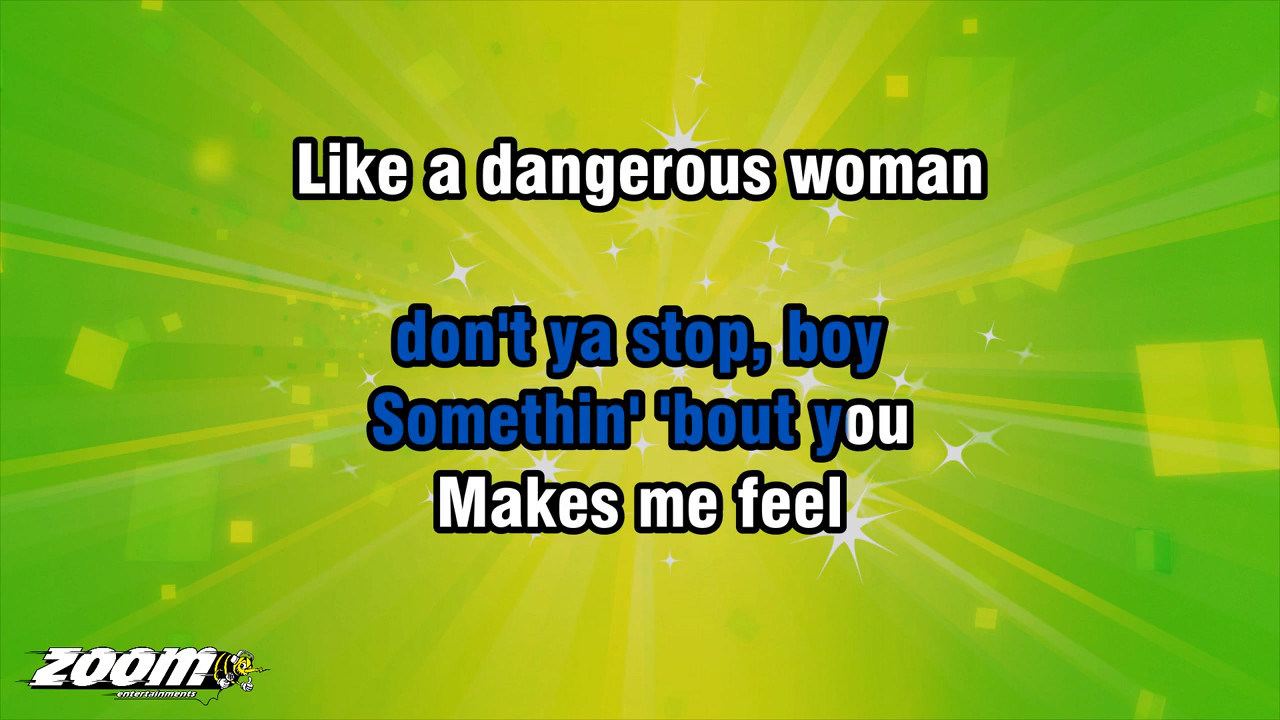 Like a dangerous woman
don't ya stop, boy
Somethin' 'bout you
Makes me feel
zoom
entertainments